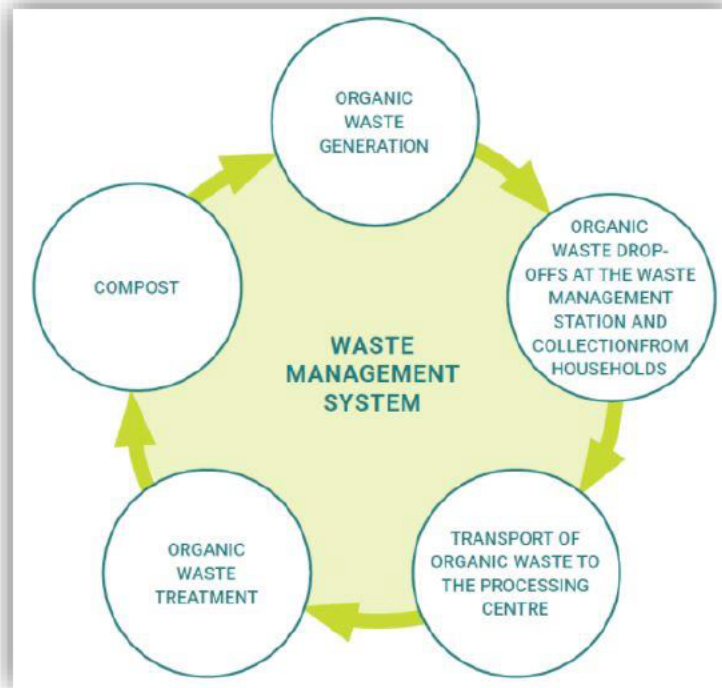 ORGANIC
WASTE
GENERATION
ORGANIC
WASTE DROP-
OFFS AT THE WASTE
MANAGEMENT
STATION AND
COLLECTIONFROM
HOUSEHOLDS
TRANSPORT OF
ORGANIC WASTE TO
THE PROCESSING
CENTRE
ORGANIC
WASTE
TREATMENT
COMPOST
WASTE
MANAGEMENT
SYSTEM